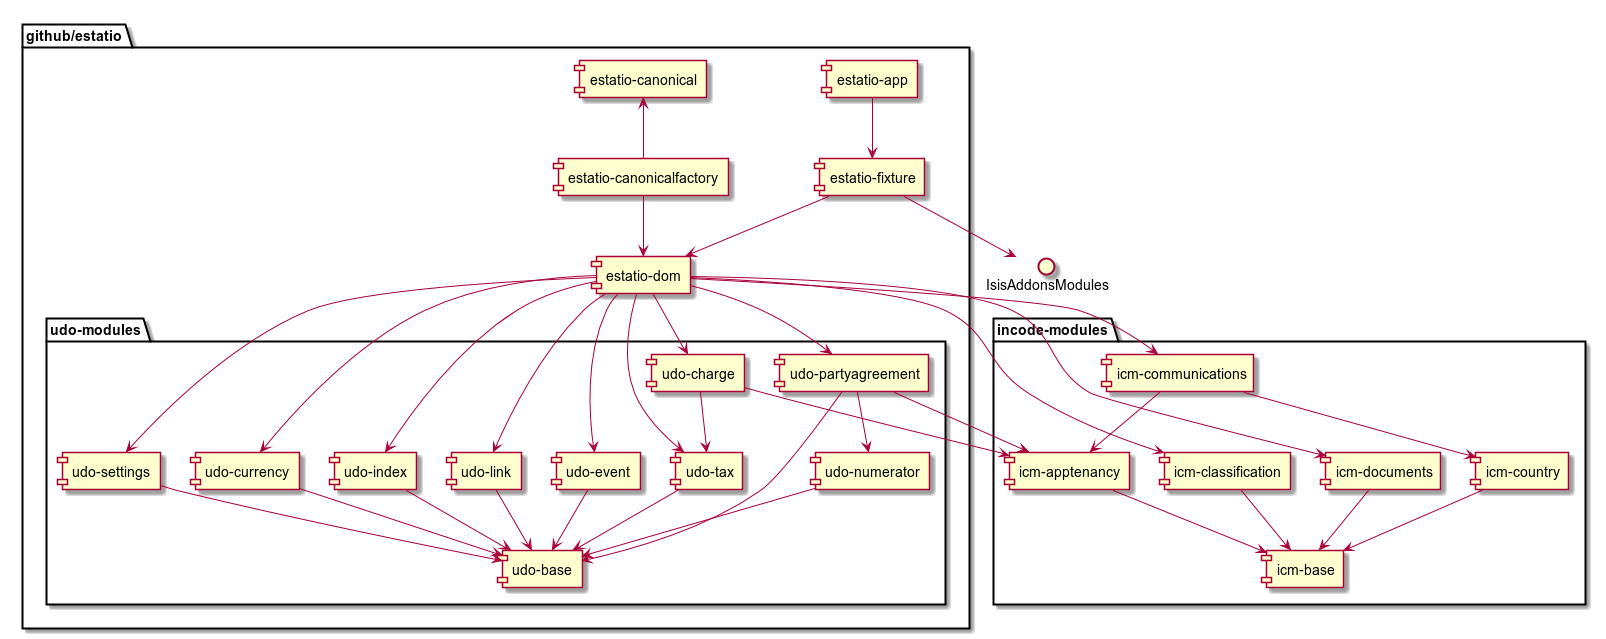 github/estatio
estatio-canonical
estatio-app
estatio-canonicalfactory
estatio-fixture
estatio-dom
IsisAddonsModules
udo-modules
incode-modules
udo-charge
udo-partyagreement
icm-communications
udo-settings
udo-currency
udo-index
udo-link
udo-event
udo-tax
udo-numerator
icm-apptenancy
icm-classification
icm-documents
icm-country
udo-base
icm-base